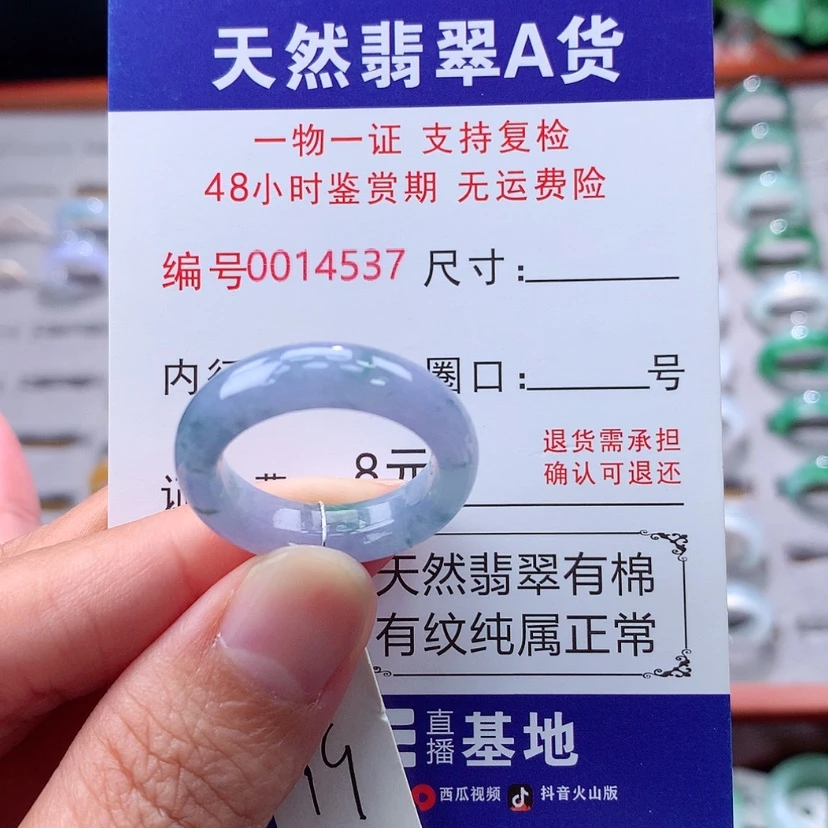 天然翡翠A货
一物一证 支持复检
48小时鉴赏期 无运费险
编号0014537 尺寸:
内 圈口: 号
8元
退货需承担
确认可退还
天然翡翠有棉
有纹纯属正常
直播
基地
西瓜视频 抖音火山版
19